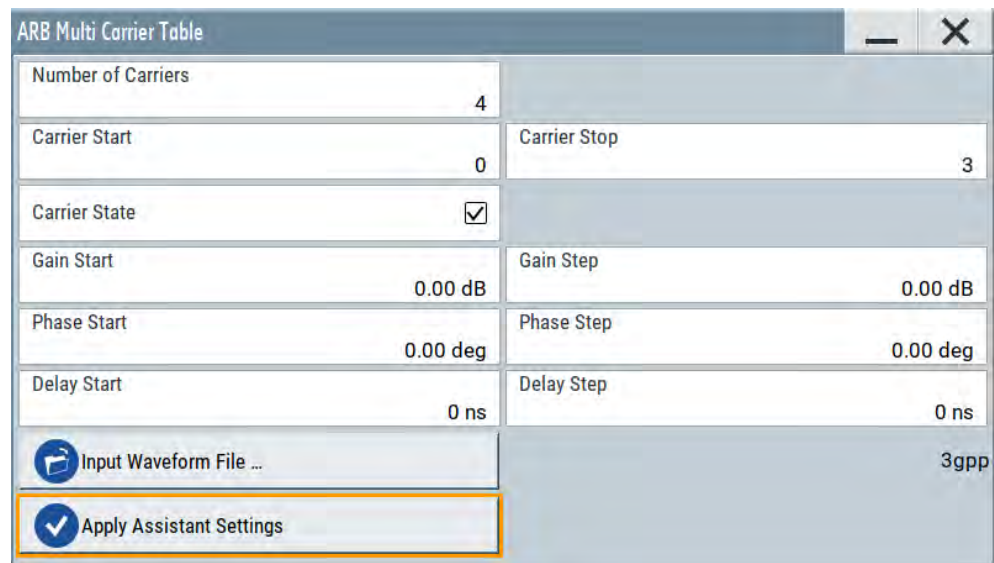 ARB Multi Carrier Table
Number of Carriers
4
Carrier Start
0
Carrier Stop
3
Carrier State
Gain Start
0.00 dB
Gain Step
0.00 dB
Phase Start
0.00 deg
Phase Step
0.00 deg
Delay Start
0 ns
Delay Step
0 ns
Input Waveform File ...
3gpp
Apply Assistant Settings